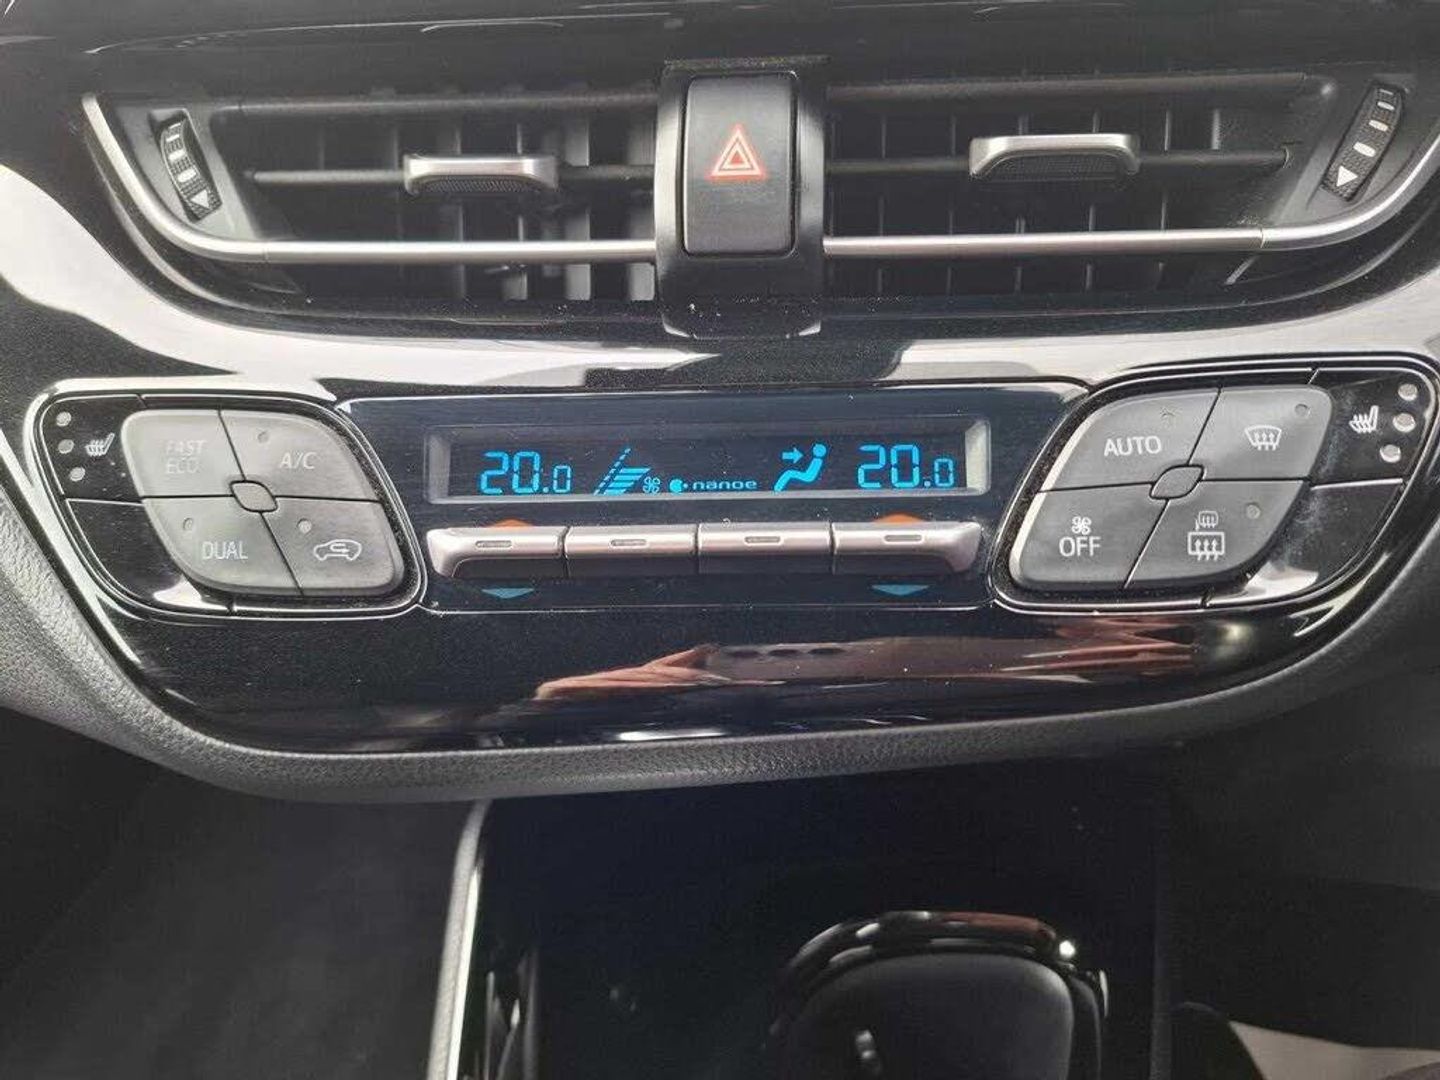 FAST
ECO
A/C
DUAL
20.0 nanoe 20.0
AUTO
OFF